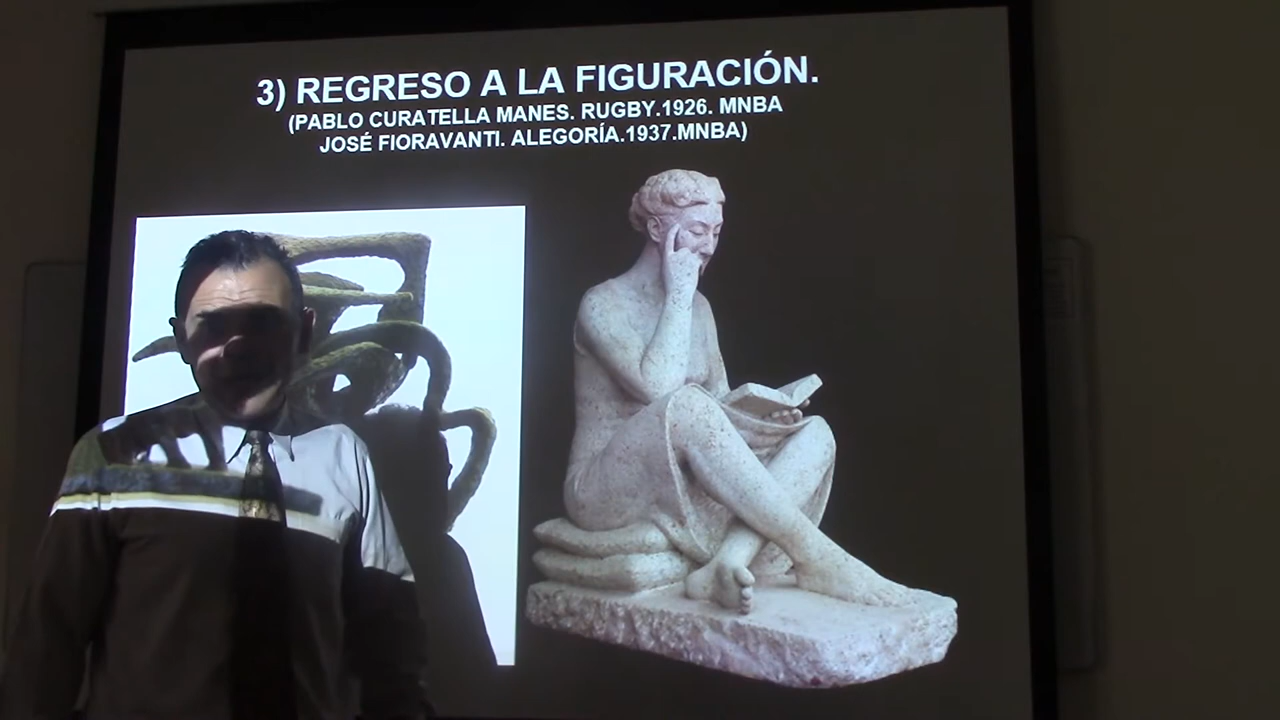 3) REGRESO A LA FIGURACIÓN.
(PABLO CURATELLA MANES. RUGBY.1926. MNBA
JOSÉ FIORAVANTI. ALEGORÍA.1937.MNBA)